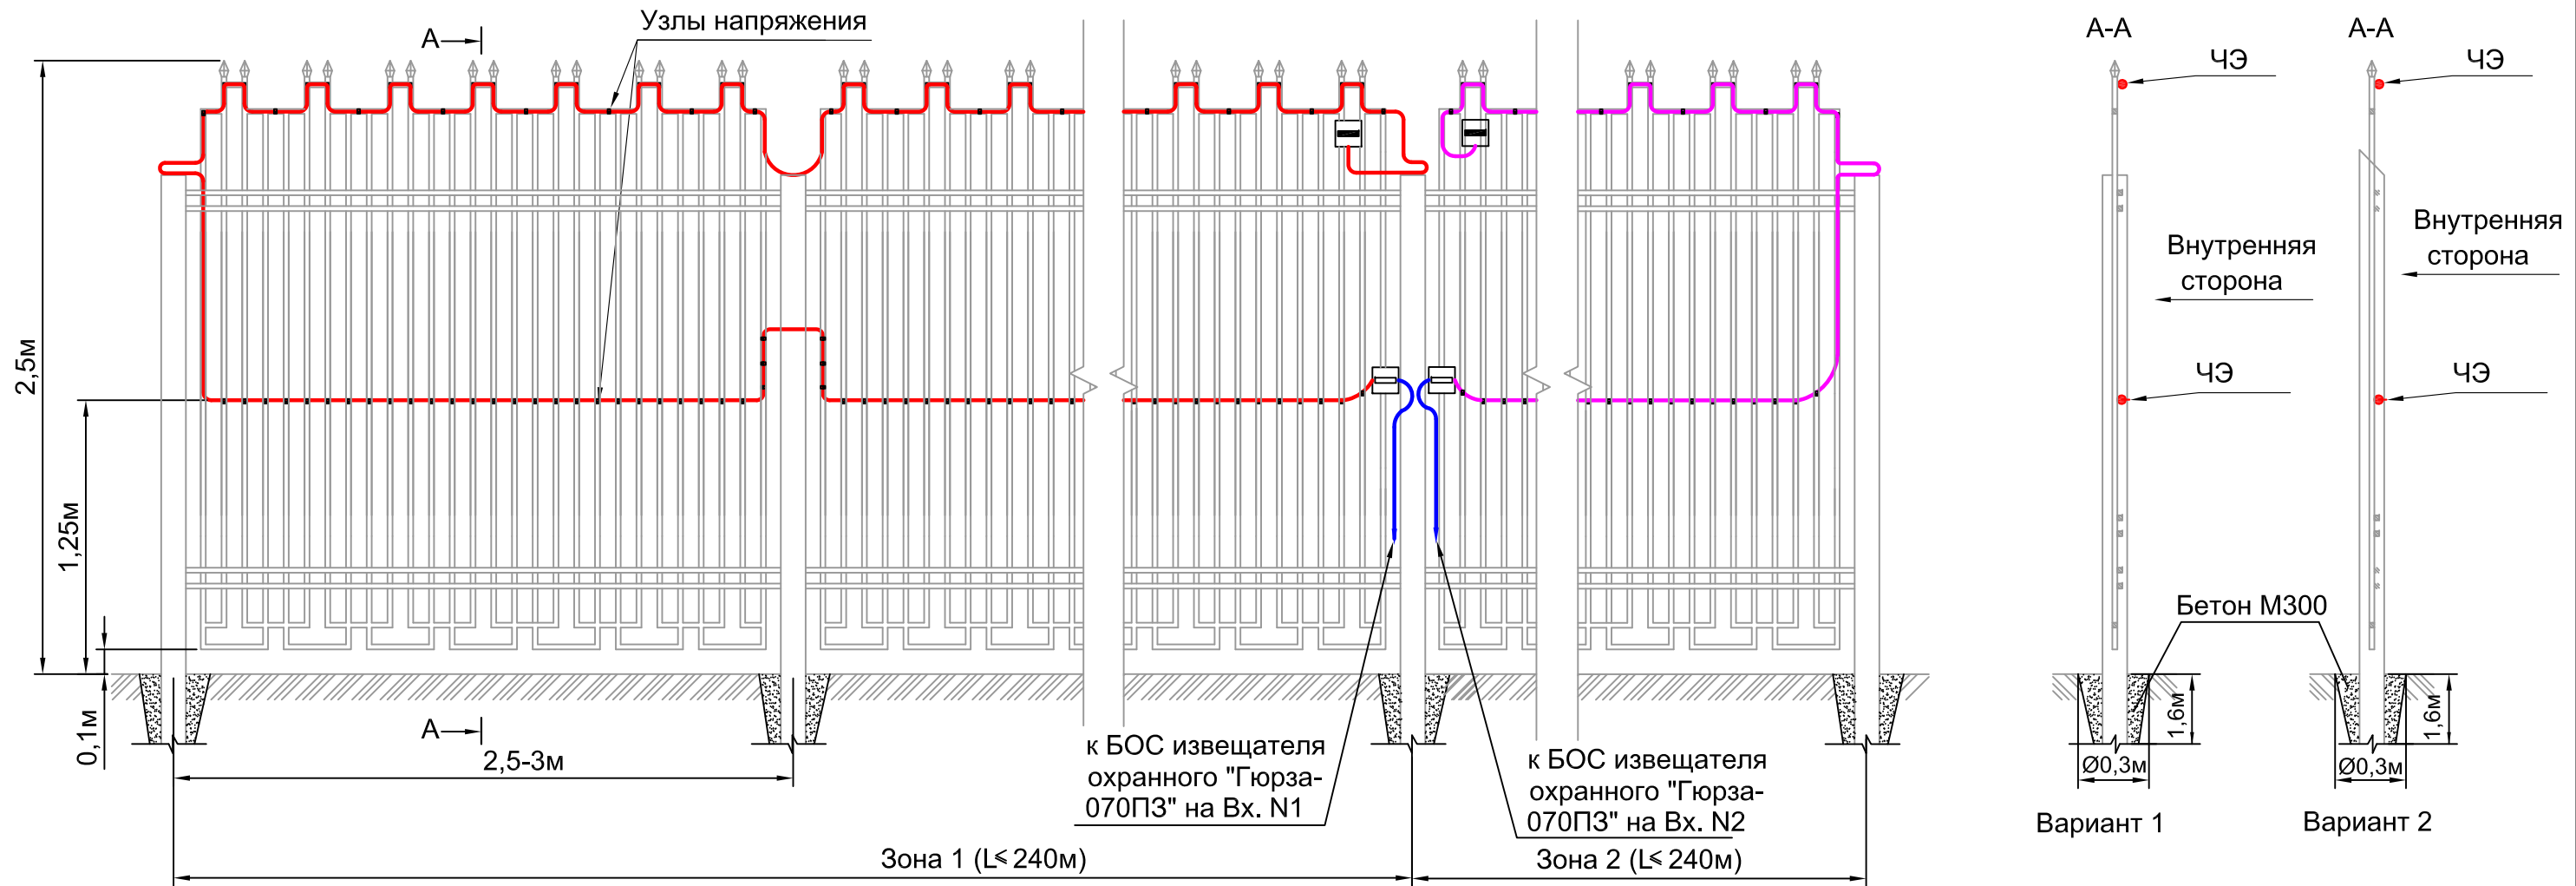 Узлы напряжения
А
2,5м
1,25м
0,1м
А
2,5-3м
к БОС извещателя
охранного "Гюрза-
070ПЗ" на Вх. N1
к БОС извещателя
охранного "Гюрза-
070ПЗ" на Вх. N2
Зона 1 (L≤ 240м)
Зона 2 (L≤ 240м)
А-А
ЧЭ
Внутренняя
сторона
ЧЭ
Бетон М300
1,6м
Ø0,3м
Вариант 1
А-А
ЧЭ
Внутренняя
сторона
ЧЭ
1,6м
Ø0,3м
Вариант 2